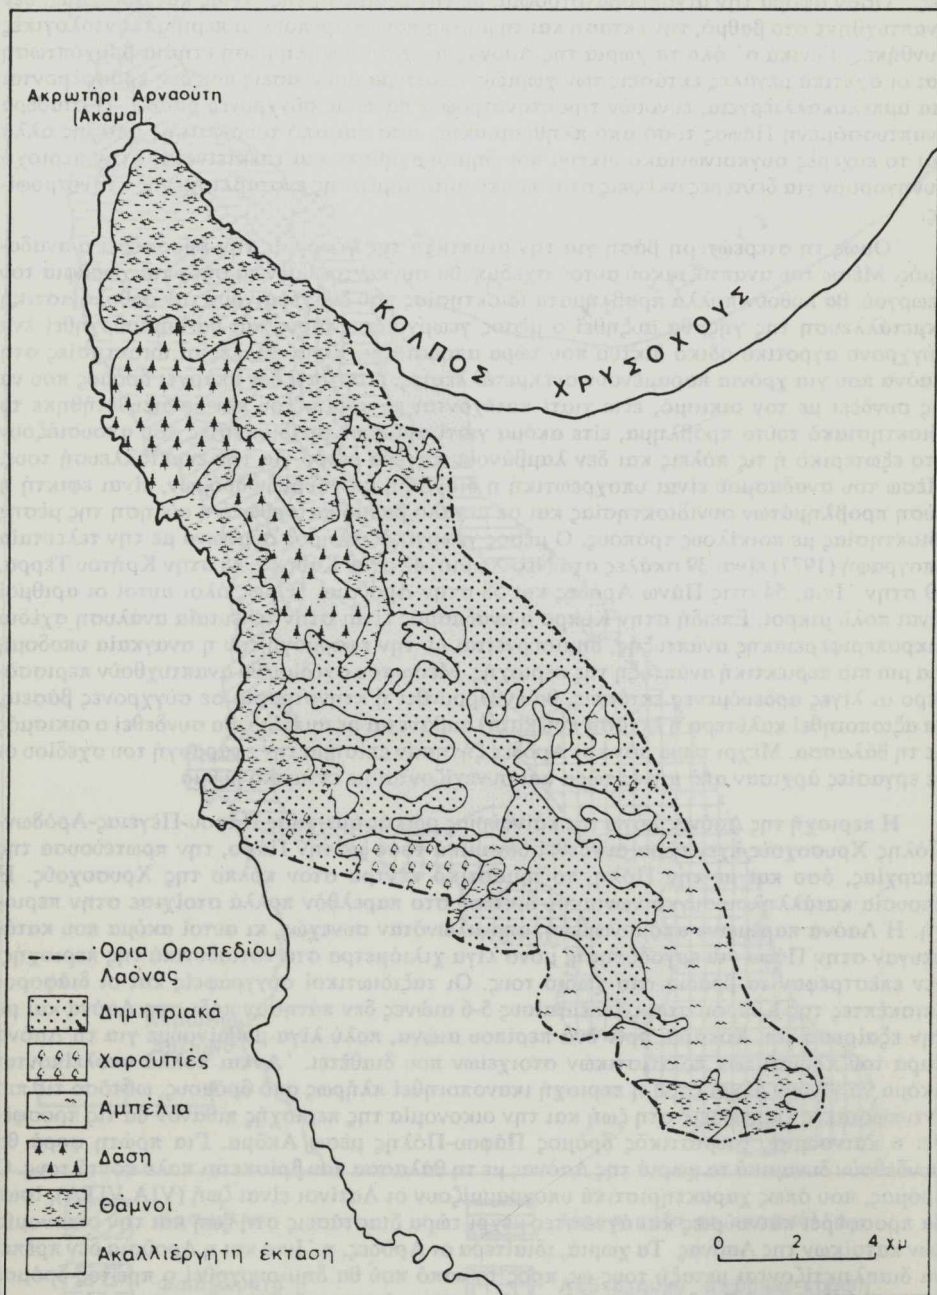 Ακρωτήρι Αρναούτη
(Ακάμα)
ΚΟΛΠΟΣ
ΧΡΥΣΟΧΟΥΣ
Όρια Οροπεδίου
Λαόνας
Δημητριακά
Χαρουπιές
Αμπέλια
Δάση
Θάμνοι
Ακαλλιέργητη έκταση
0 2 4 χμ